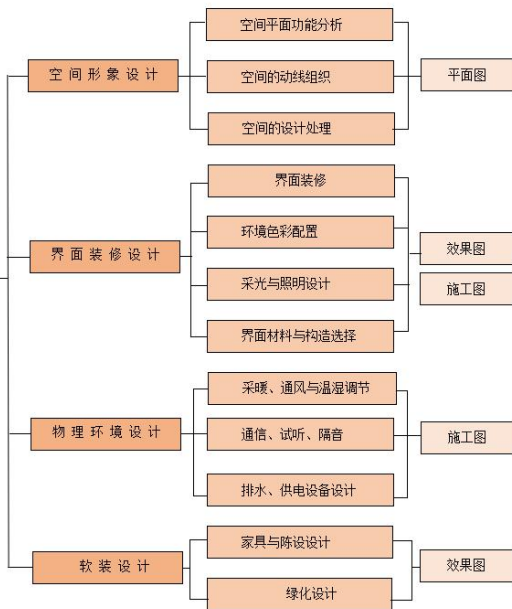 空间形象设计
空间平面功能分析
空间的动线组织
空间的设计处理
平面图
界面装修设计
界面装修
环境色彩配置
采光与照明设计
界面材料与构造选择
效果图
施工图
物理环境设计
采暖、通风与温湿调节
通信、试听、隔音
排水、供电设备设计
施工图
软装设计
家具与陈设设计
绿化设计
效果图